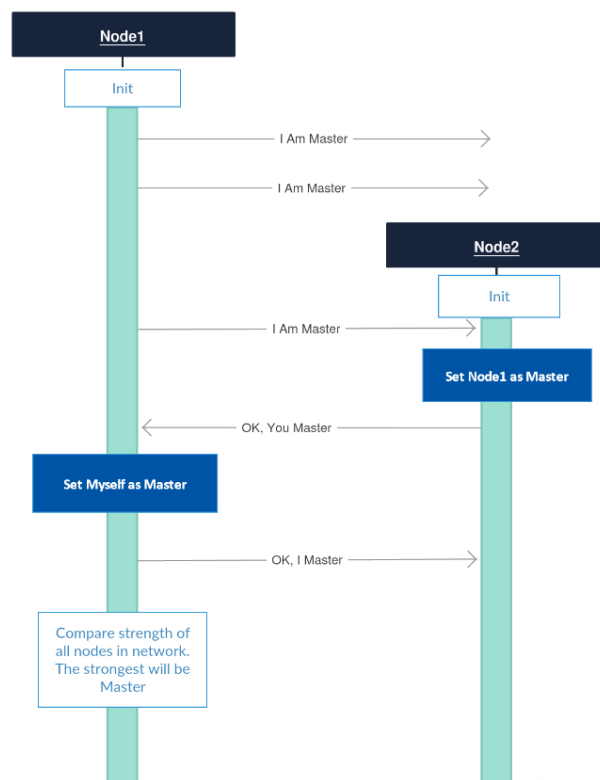 Node1
Init
I Am Master
I Am Master
Node2
Init
I Am Master
Set Node1 as Master
OK, You Master
Set Myself as Master
OK, I Master
Compare strength of
all nodes in network.
The strongest will be
Master